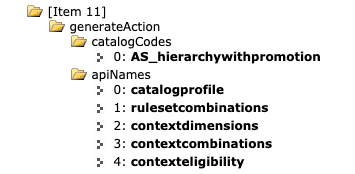 [Item 11]
generateAction
catalogCodes
0: AS_hierarchywithpromotion
apiNames
0: catalogprofile
1: rulesetcombinations
2: contextdimensions
3: contextcombinations
4: contexteligibility